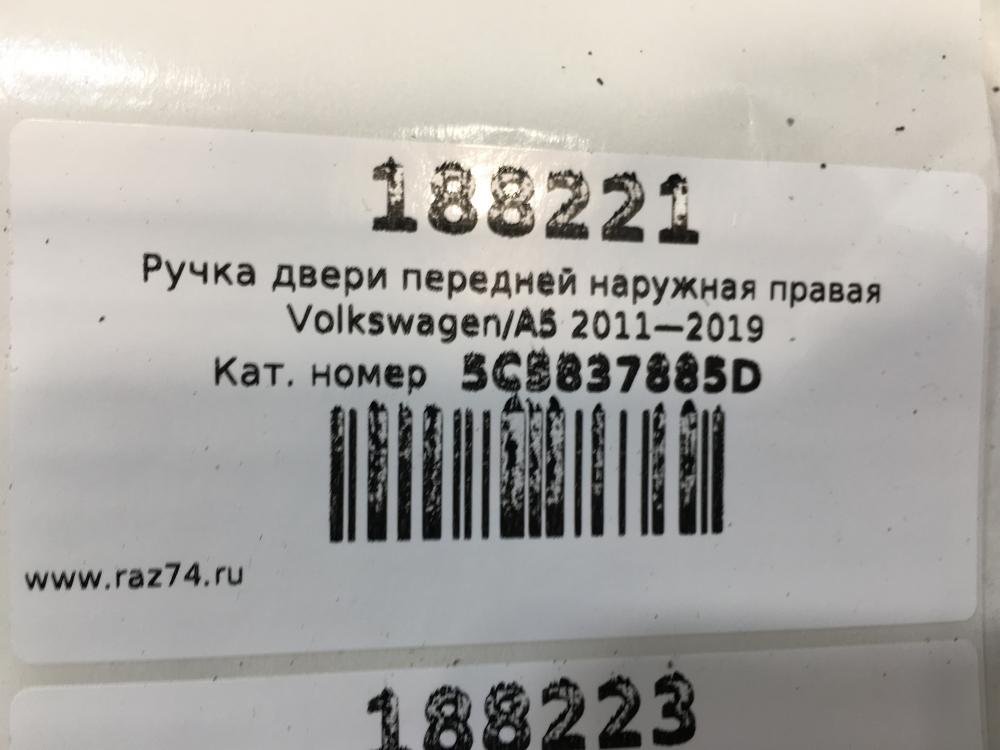 188221
Ручка двери передней наружная правая
Volkswagen/A5 2011—2019
Кат. номер 5C5837885D
www.raz74.ru
188223